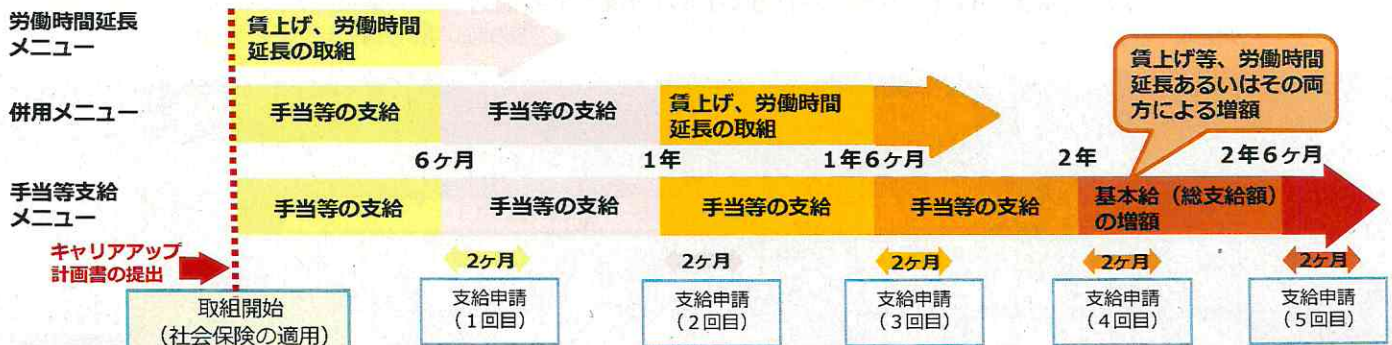 労働時間延長
メニュー
賃上げ、労働時間
延長の取組
賃上げ等、労働時間
延長あるいはその両
方による増額
併用メニュー
手当等の支給
手当等の支給
賃上げ、労働時間
延長の取組
6ヶ月
1年
1年6ヶ月
2年
2年6ヶ月
手当等支給
メニュー
手当等の支給
手当等の支給
手当等の支給
手当等の支給
基本給（総支給額）
の増額
キャリアアップ
計画書の提出
2ヶ月
2ヶ月
2ヶ月
2ヶ月
2ヶ月
取組開始
（社会保険の適用）
支給申請
（1回目）
支給申請
（2回目）
支給申請
（3回目）
支給申請
（4回目）
支給申請
（5回目）